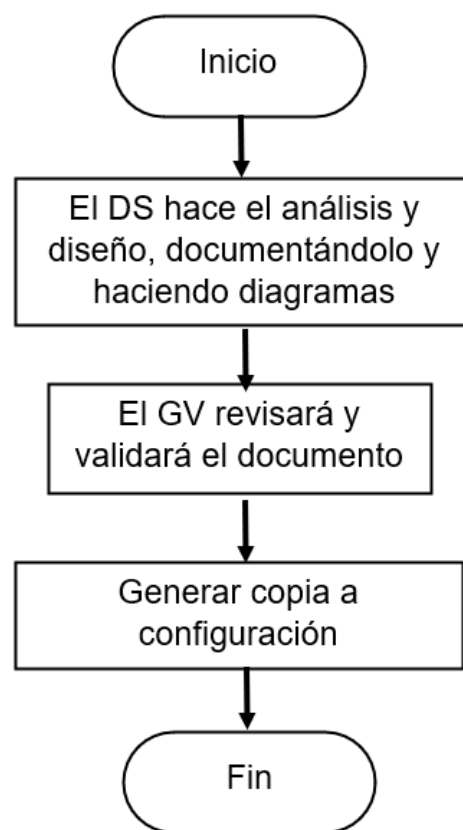 Inicio
El DS hace el análisis y
diseño, documentándolo y
haciendo diagramas
El GV revisará y
validará el documento
Generar copia a
configuración
Fin